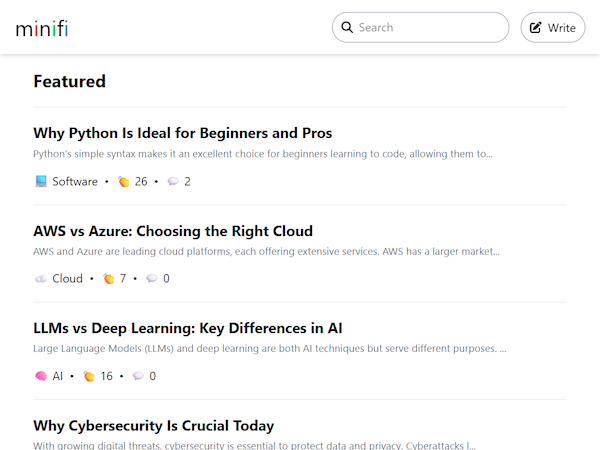 minifi
Search
Write
Featured
Why Python Is Ideal for Beginners and Pros
Python's simple syntax makes it an excellent choice for beginners learning to code, allowing them to...
Software • 26 • 2
AWS vs Azure: Choosing the Right Cloud
AWS and Azure are leading cloud platforms, each offering extensive services. AWS has a larger market...
Cloud • 7 • 0
LLMs vs Deep Learning: Key Differences in AI
Large Language Models (LLMs) and deep learning are both AI techniques but serve different purposes. ...
AI • 16 • 0
Why Cybersecurity Is Crucial Today
With growing digital threats, cybersecurity is essential to protect data and privacy. Cyberattacks l...